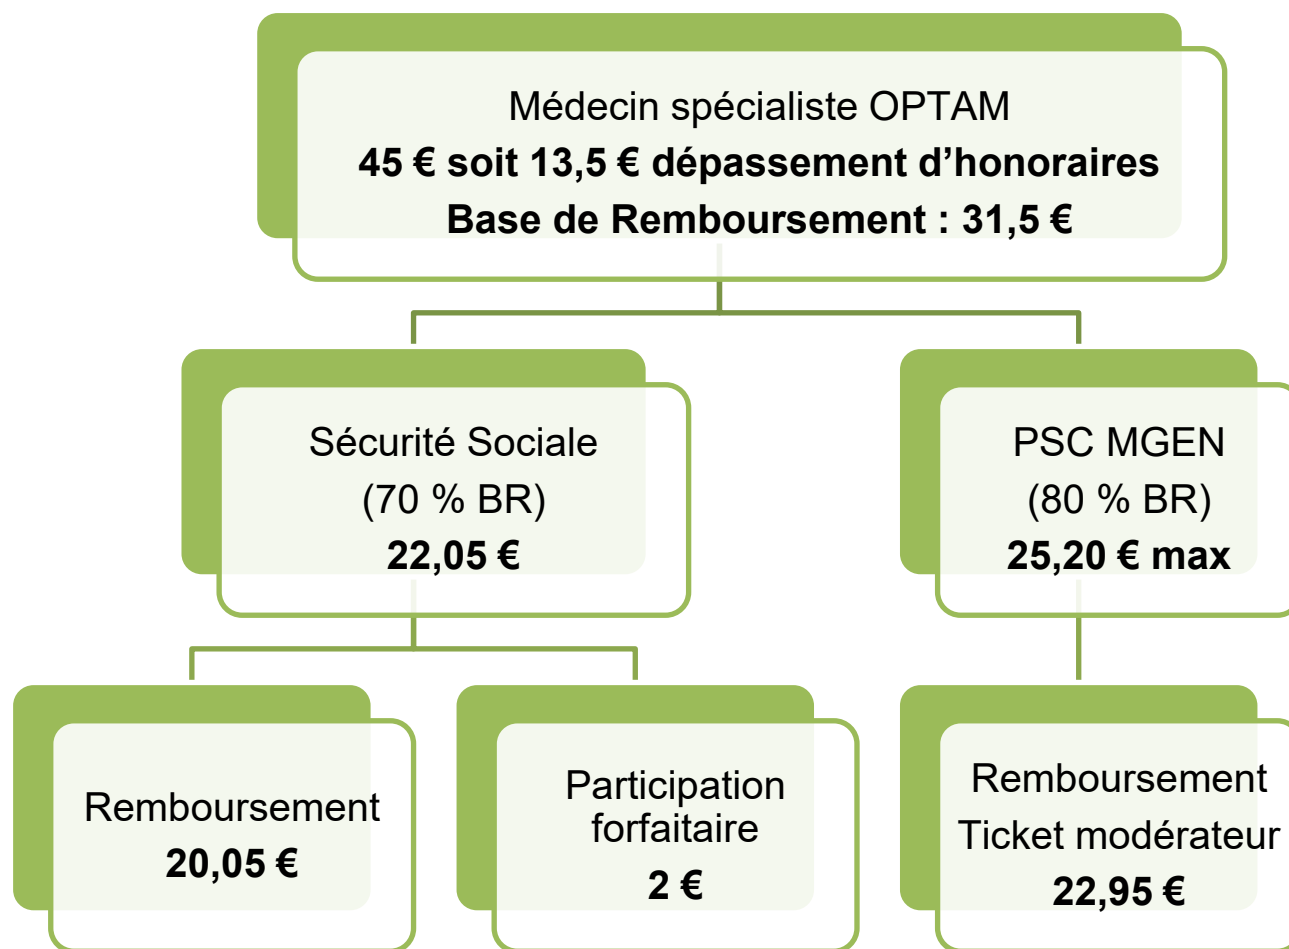 Médecin spécialiste OPTAM
45 € soit 13,5 € dépassement d’honoraires
Base de Remboursement : 31,5 €
Sécurité Sociale
(70 % BR)
22,05 €
PSC MGEN
(80 % BR)
25,20 € max
Remboursement
20,05 €
Participation
forfaitaire
2 €
Remboursement
Ticket modérateur
22,95 €